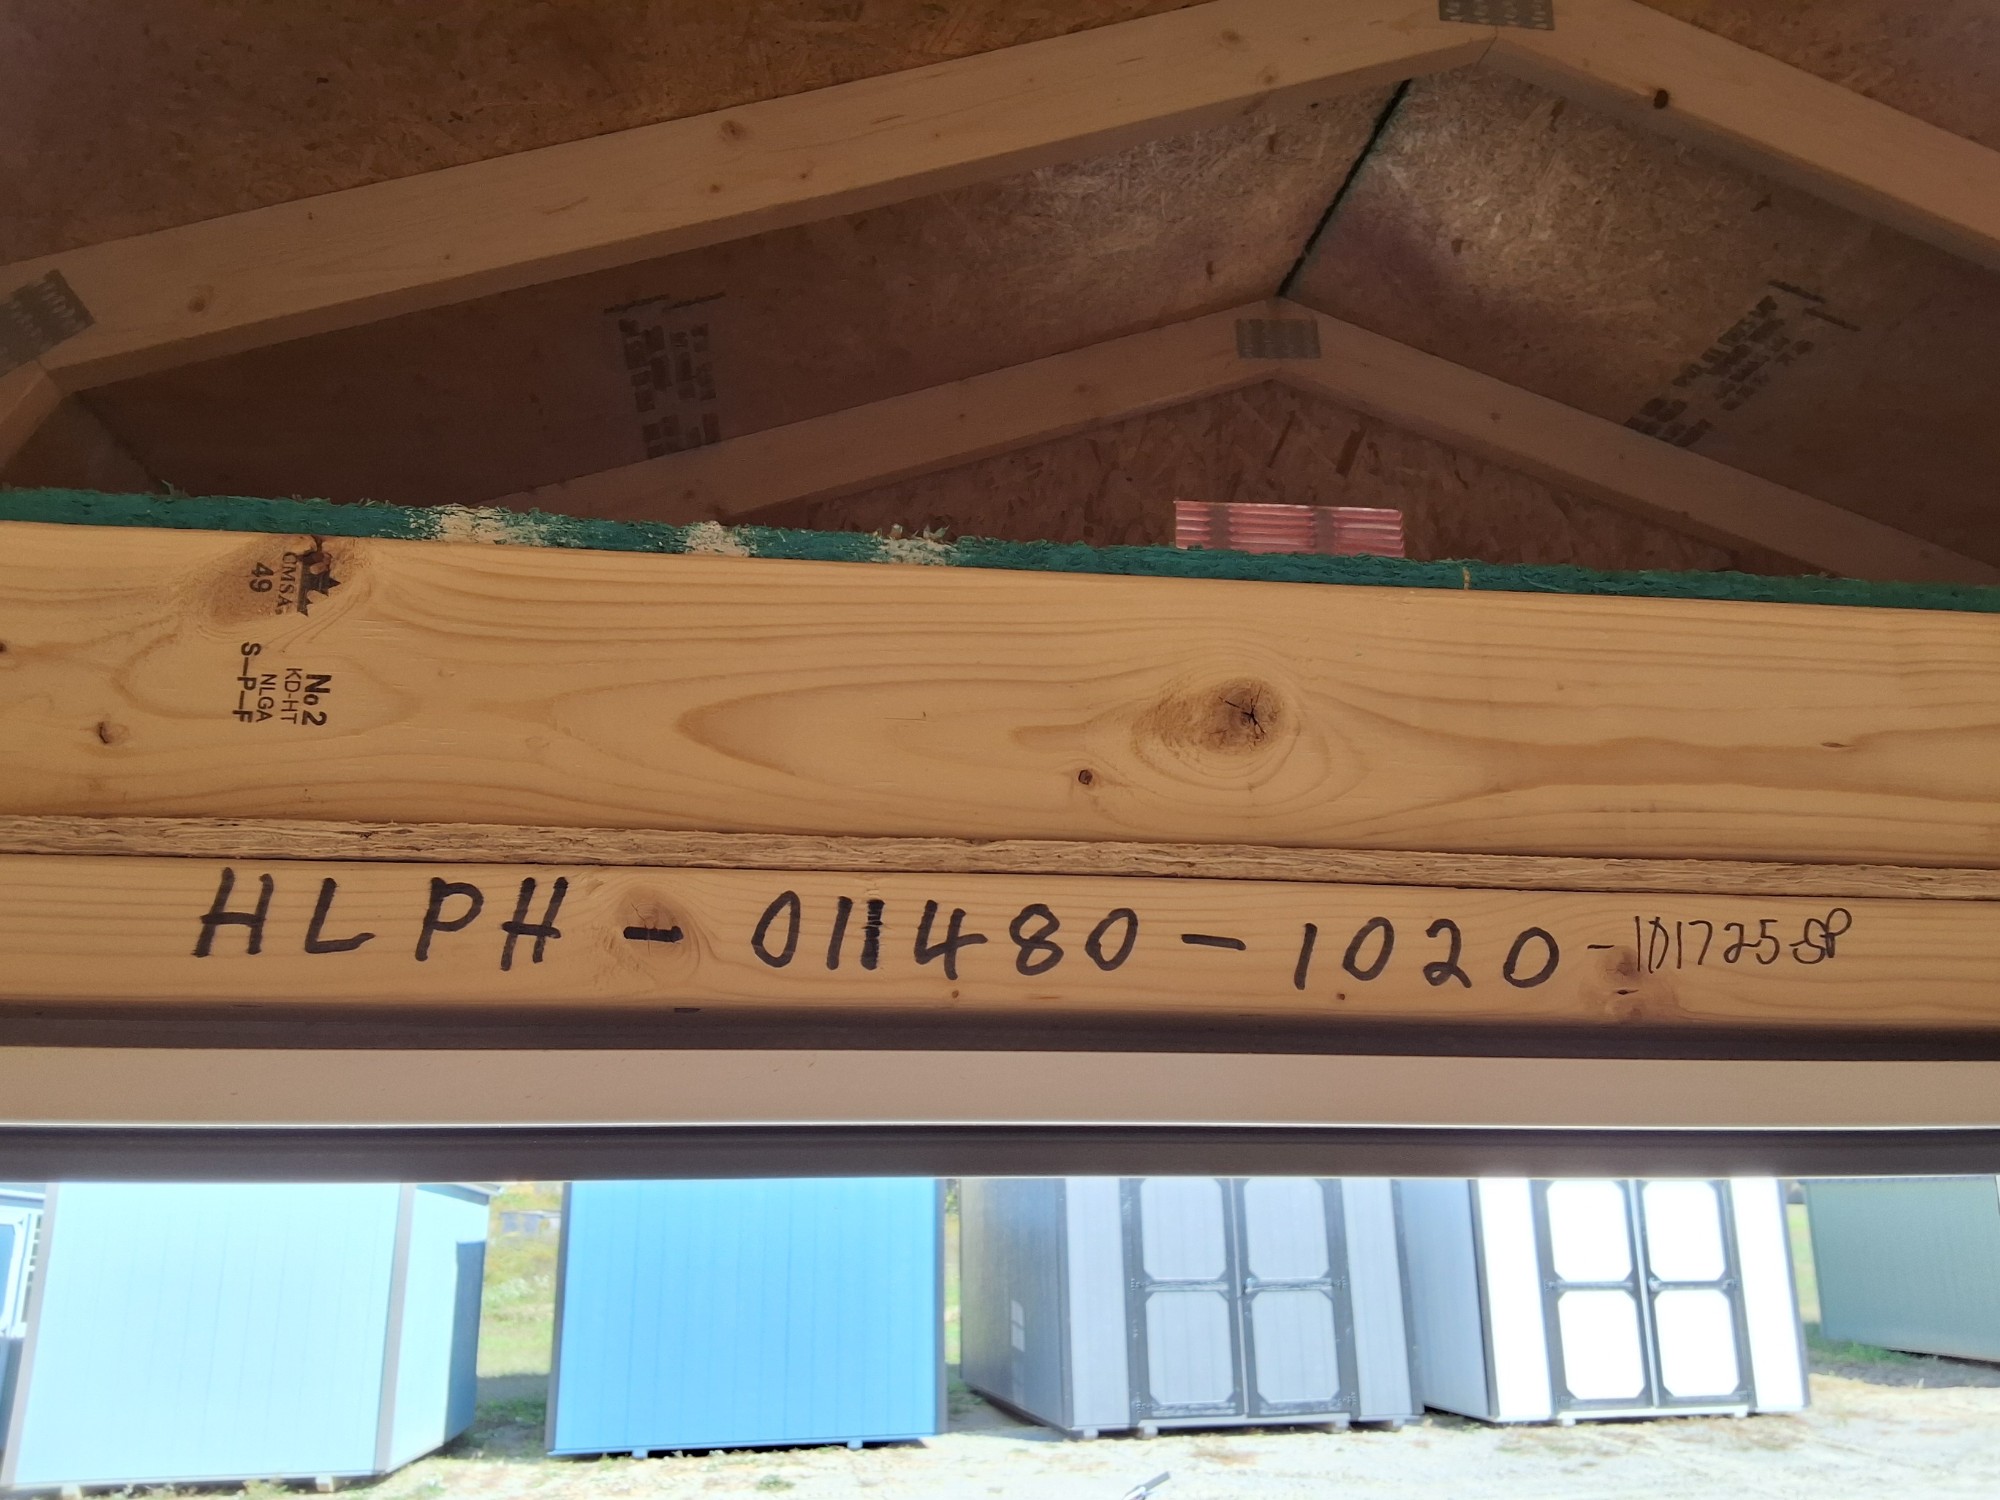 CMSA
49
No 2
KD-HT
NLGA
S-P-F
HLPH - 011480 - 1020 - 101725 SP